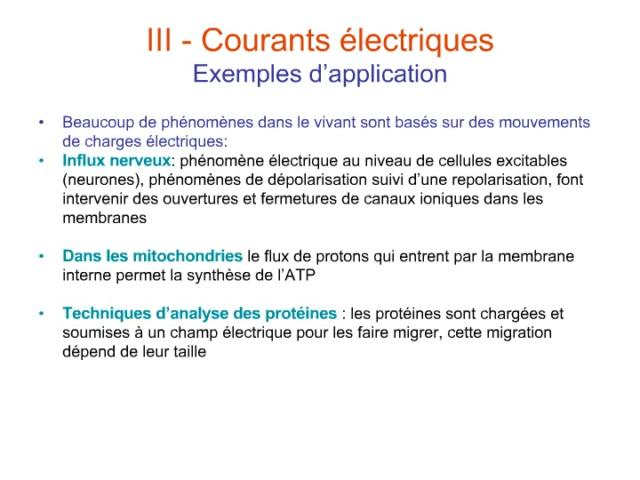 III - Courants électriques
Exemples d’application
• Beaucoup de phénomènes dans le vivant sont basés sur des mouvements
de charges électriques:
• Influx nerveux: phénomène électrique au niveau de cellules excitables
(neurones), phénomènes de dépolarisation suivi d’une repolarisation, font
intervenir des ouvertures et fermetures de canaux ioniques dans les
membranes
• Dans les mitochondries le flux de protons qui entrent par la membrane
interne permet la synthèse de l’ATP
• Techniques d’analyse des protéines : les protéines sont chargées et
soumises à un champ électrique pour les faire migrer, cette migration
dépend de leur taille